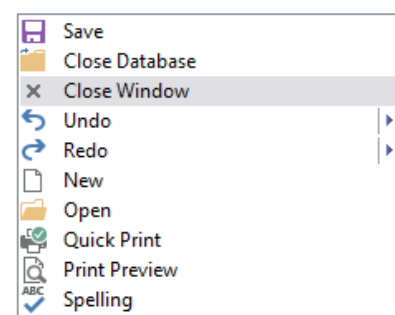 Save
Close Database
Close Window
Undo
Redo
New
Open
Quick Print
Print Preview
ABC
Spelling